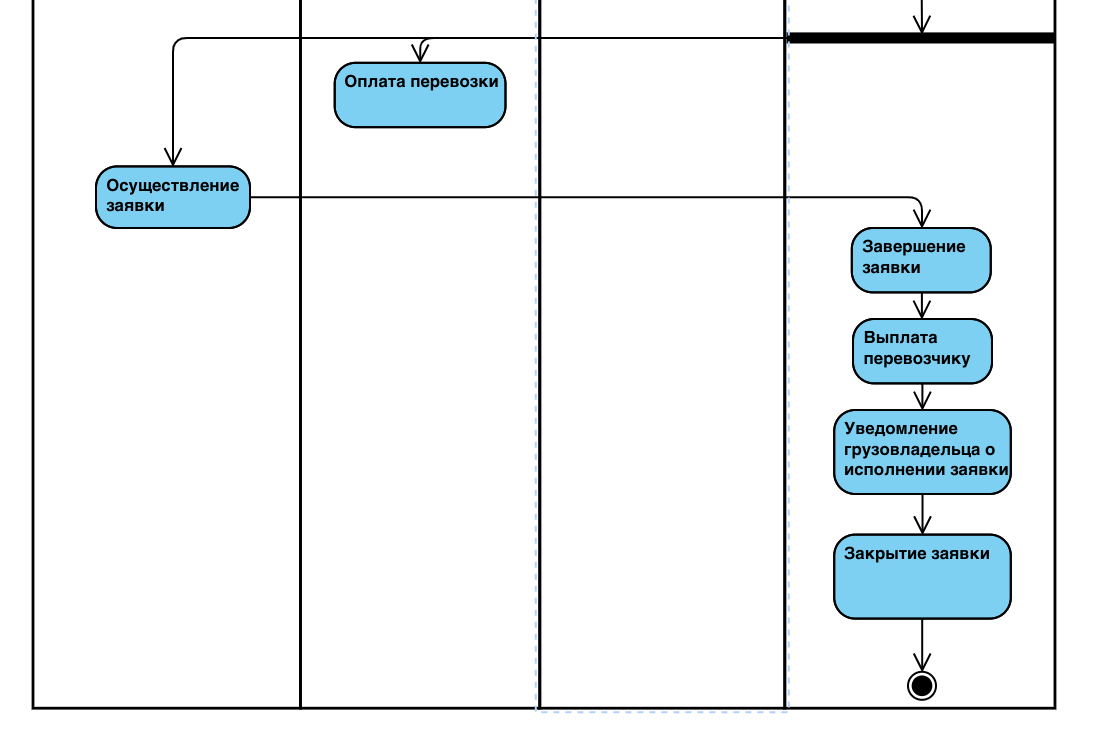 Оплата перевозки
Осуществление
заявки
Завершение
заявки
Выплата
перевозчику
Уведомление
грузовладельца о
исполнении заявки
Закрытие заявки